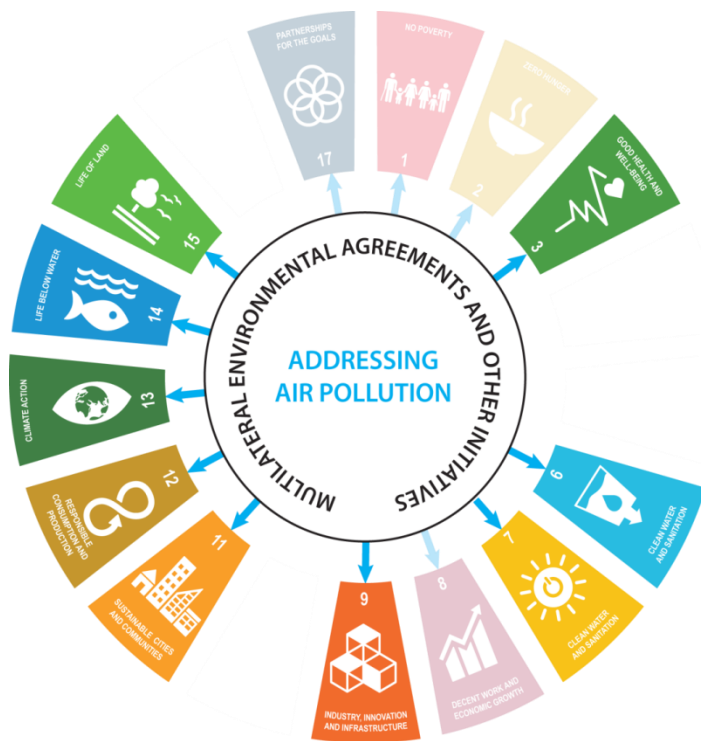 MULTILATERAL ENVIRONMENTAL AGREEMENTS AND OTHER INITIATIVES
ADDRESSING
AIR POLLUTION
NO POVERTY
1
ZERO HUNGER
2
GOOD HEALTH AND
WELL-BEING
3
CLEAN WATER
AND SANITATION
6
CLEAN WATER
AND SANITATION
7
DECENT WORK AND
ECONOMIC GROWTH
8
INDUSTRY, INNOVATION
AND INFRASTRUCTURE
9
SUSTAINABLE CITIES
AND COMMUNITIES
11
RESPONSIBLE
CONSUMPTION AND
PRODUCTION
12
CLIMATE ACTION
13
LIFE BELOW WATER
14
LIFE OF LAND
15
PARTNERSHIPS
FOR THE GOALS
17